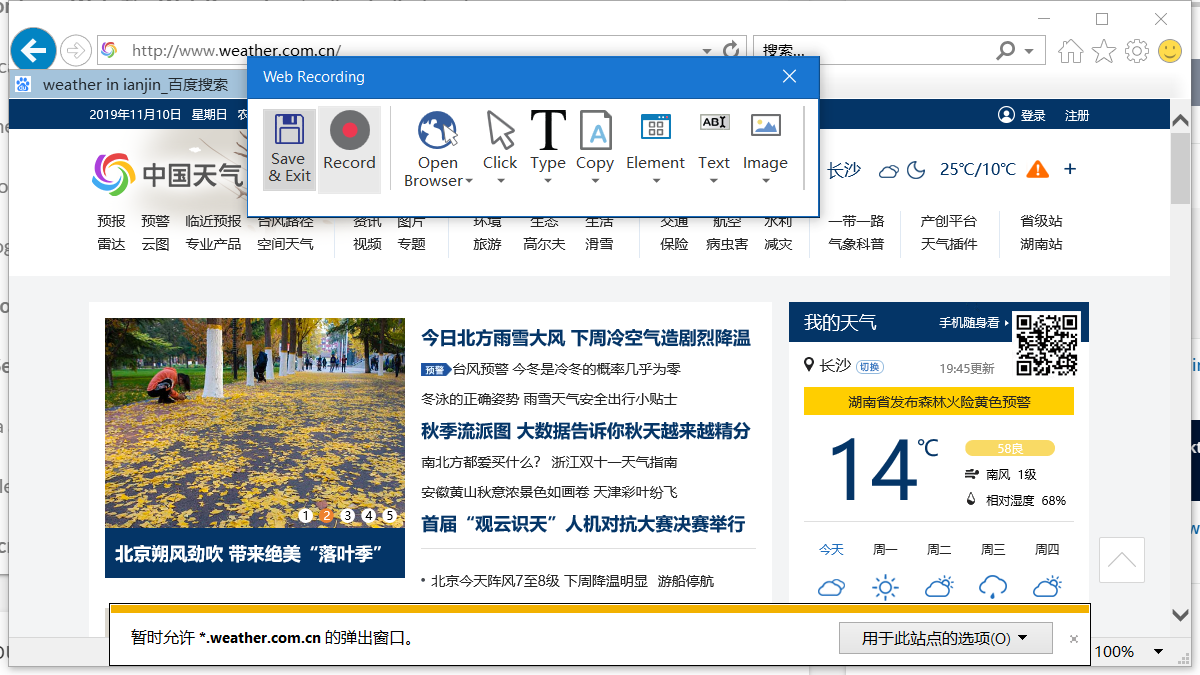 http://www.weather.com.cn/
搜索...
weather in ianjin_百度搜索
Web Recording
Save & Exit
Record
Open Browser
Click
Type
Copy
Element
Text
Image
2019年11月10日 星期日 农
登录 注册
中国天气
长沙 25℃/10℃ +
预报 预警 临近预报 台风路径 资讯 图片 环境 生态 生活 交通 航空 水利 一带一路 产创平台 省级站
雷达 云图 专业产品 空间天气 视频 专题 旅游 高尔夫 滑雪 保险 病虫害 减灾 气象科普 天气插件 湖南站
1 2 3 4 5
北京朔风劲吹 带来绝美“落叶季”
今日北方雨雪大风 下周冷空气造剧烈降温
预警 台风预警 今冬是冷冬的概率几乎为零
冬泳的正确姿势 雨雪天气安全出行小贴士
秋季流派图 大数据告诉你秋天越来越精分
南北方都爱买什么？ 浙江双十一天气指南
安徽黄山秋意浓景色如画卷 天津彩叶纷飞
首届“观云识天”人机对抗大赛决赛举行
· 北京今天阵风7至8级 下周降温明显 游船停航
我的天气 手机随身看
长沙 切换 19:45更新
湖南省发布森林火险黄色预警
14℃
58良
南风 1级
相对湿度 68%
今天 周一 周二 周三 周四
暂时允许 *.weather.com.cn 的弹出窗口。
用于此站点的选项(O)
100%